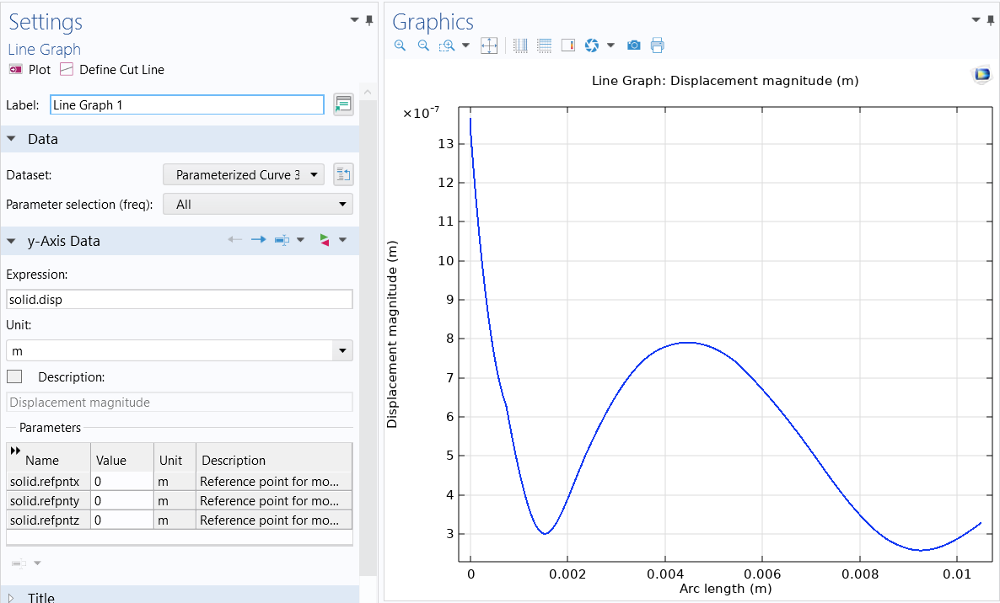 Settings
Line Graph
Plot Define Cut Line
Label: Line Graph 1
Data
Dataset: Parameterized Curve 3
Parameter selection (freq): All
y-Axis Data
Expression:
solid.disp
Unit:
m
Description:
Displacement magnitude
Parameters
Name Value Unit Description
solid.refpntx 0 m Reference point for mo...
solid.refpnty 0 m Reference point for mo...
solid.refpntz 0 m Reference point for mo...
Title
Graphics
Line Graph: Displacement magnitude (m)
×10⁻⁷
13
12
11
10
9
8
7
6
5
4
3
Displacement magnitude (m)
0 0.002 0.004 0.006 0.008 0.01
Arc length (m)